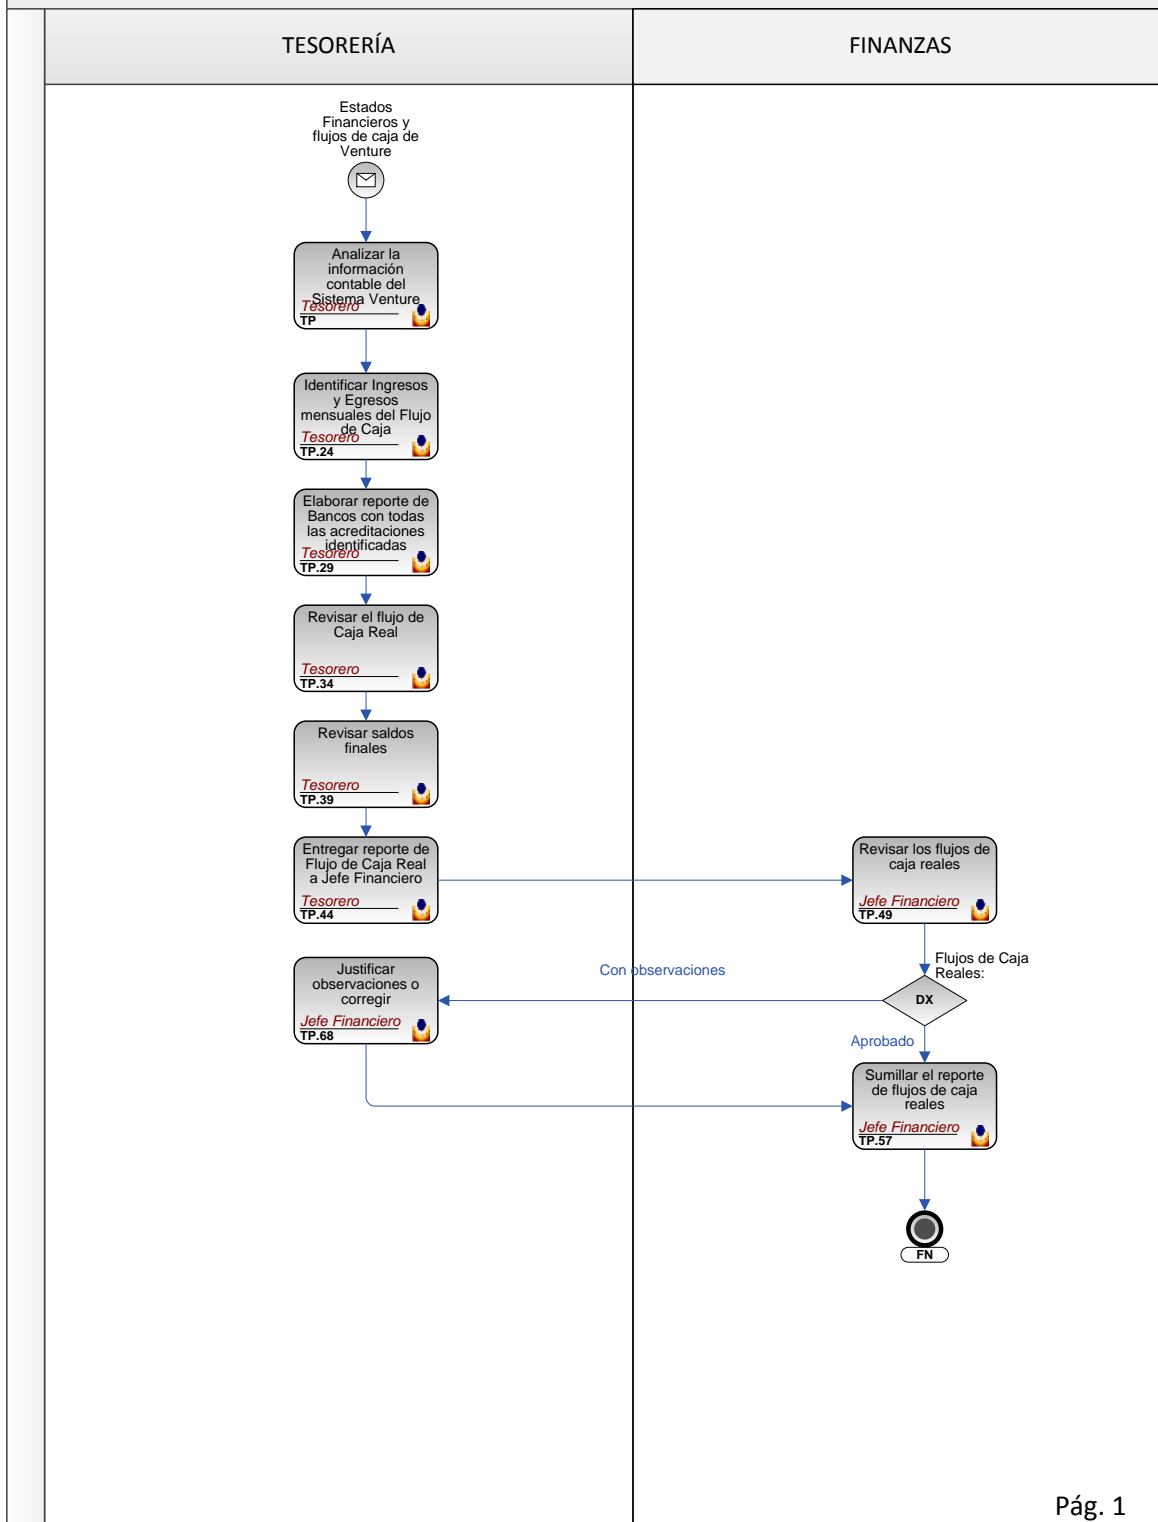 TESORERÍA
FINANZAS
Estados
Financieros y
flujos de caja de
Venture
Analizar la
información
contable del
Sistema Venture
Tesorero
TP
Identificar Ingresos
y Egresos
mensuales del Flujo
de Caja
Tesorero
TP.24
Elaborar reporte de
Bancos con todas
las acreditaciones
identificadas
Tesorero
TP.29
Revisar el flujo de
Caja Real
Tesorero
TP.34
Revisar saldos
finales
Tesorero
TP.39
Entregar reporte de
Flujo de Caja Real
a Jefe Financiero
Tesorero
TP.44
Revisar los flujos de
caja reales
Jefe Financiero
TP.49
Flujos de Caja
Reales:
DX
Con observaciones
Justificar
observaciones o
corregir
Jefe Financiero
TP.68
Aprobado
Sumillar el reporte
de flujos de caja
reales
Jefe Financiero
TP.57
FN
Pág. 1